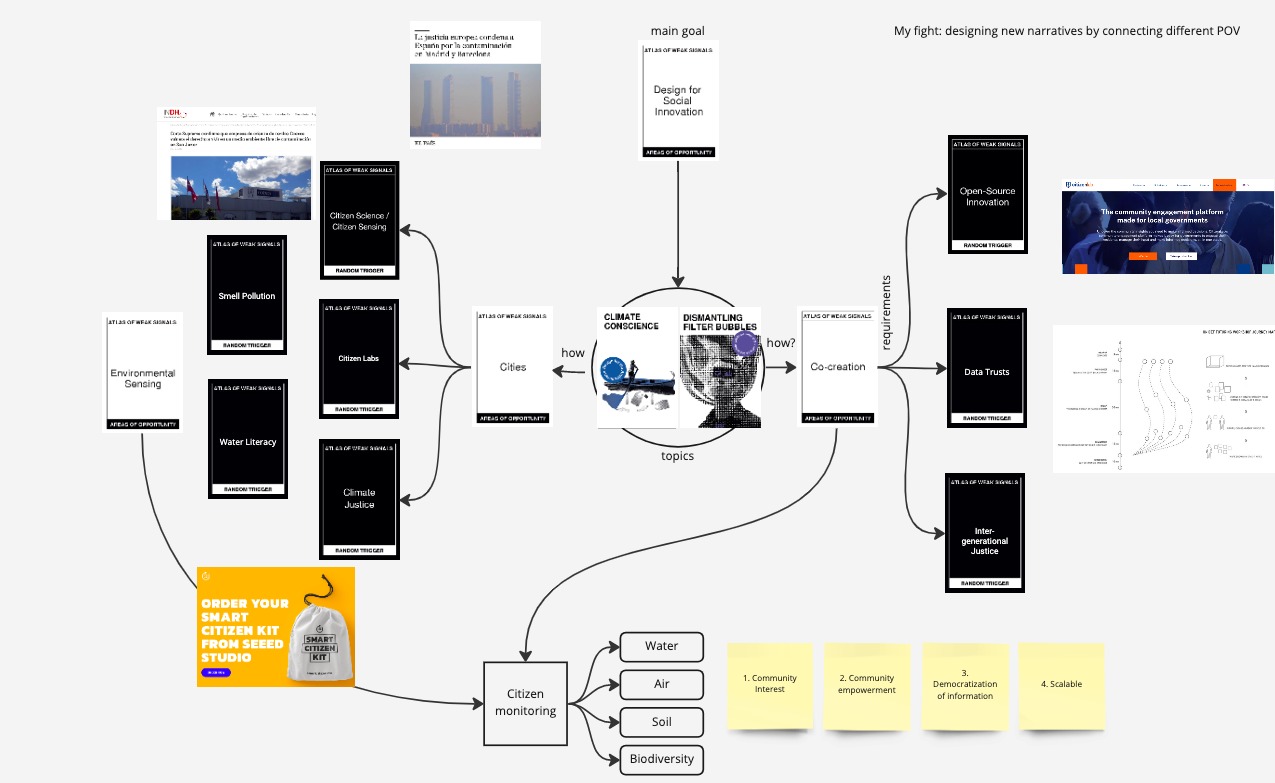 main goal
My fight: designing new narratives by connecting different POV
La justicia europea condena a
España por la contaminación
en Madrid y Barcelona
EL PAÍS
ATLAS OF WEAK SIGNALS
Design for
Social
Innovation
AREAS OF OPPORTUNITY
ATLAS OF WEAK SIGNALS
Citizen Science /
Citizen Sensing
RANDOM TRIGGER
ATLAS OF WEAK SIGNALS
Open-Source
Innovation
RANDOM TRIGGER
The community engagement platform
made for local governments
ATLAS OF WEAK SIGNALS
Smell Pollution
RANDOM TRIGGER
ATLAS OF WEAK SIGNALS
Environmental
Sensing
AREAS OF OPPORTUNITY
ATLAS OF WEAK SIGNALS
Citizen Labs
RANDOM TRIGGER
ATLAS OF WEAK SIGNALS
Cities
AREAS OF OPPORTUNITY
how
CLIMATE
CONSCIENCE
DISMANTLING
FILTER BUBBLES
topics
how?
ATLAS OF WEAK SIGNALS
Co-creation
AREAS OF OPPORTUNITY
requirements
ATLAS OF WEAK SIGNALS
Data Trusts
RANDOM TRIGGER
ATLAS OF WEAK SIGNALS
Water Literacy
RANDOM TRIGGER
ATLAS OF WEAK SIGNALS
Climate
Justice
RANDOM TRIGGER
ATLAS OF WEAK SIGNALS
Inter-
generational
Justice
RANDOM TRIGGER
ORDER YOUR
SMART
CITIZEN KIT
FROM SEEED
STUDIO
SMART
CITIZEN
KIT
Citizen
monitoring
Water
Air
Soil
Biodiversity
1. Community
Interest
2. Community
empowerment
3.
Democratization
of information
4. Scalable